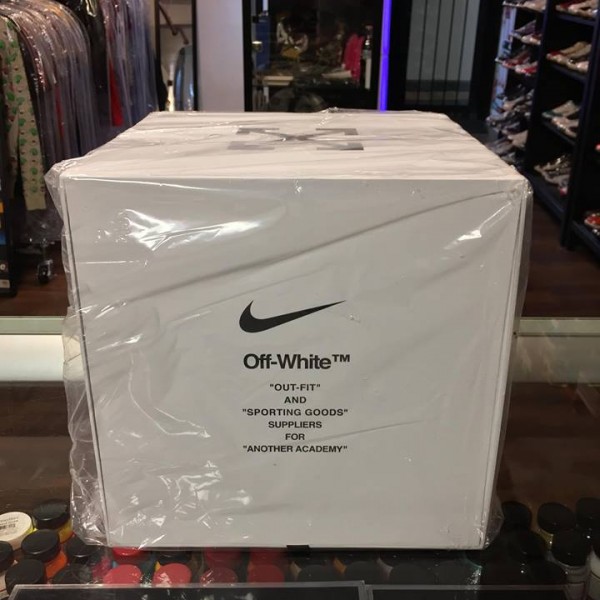 Off-White™
"OUT-FIT"
AND
"SPORTING GOODS"
SUPPLIERS
FOR
"ANOTHER ACADEMY"